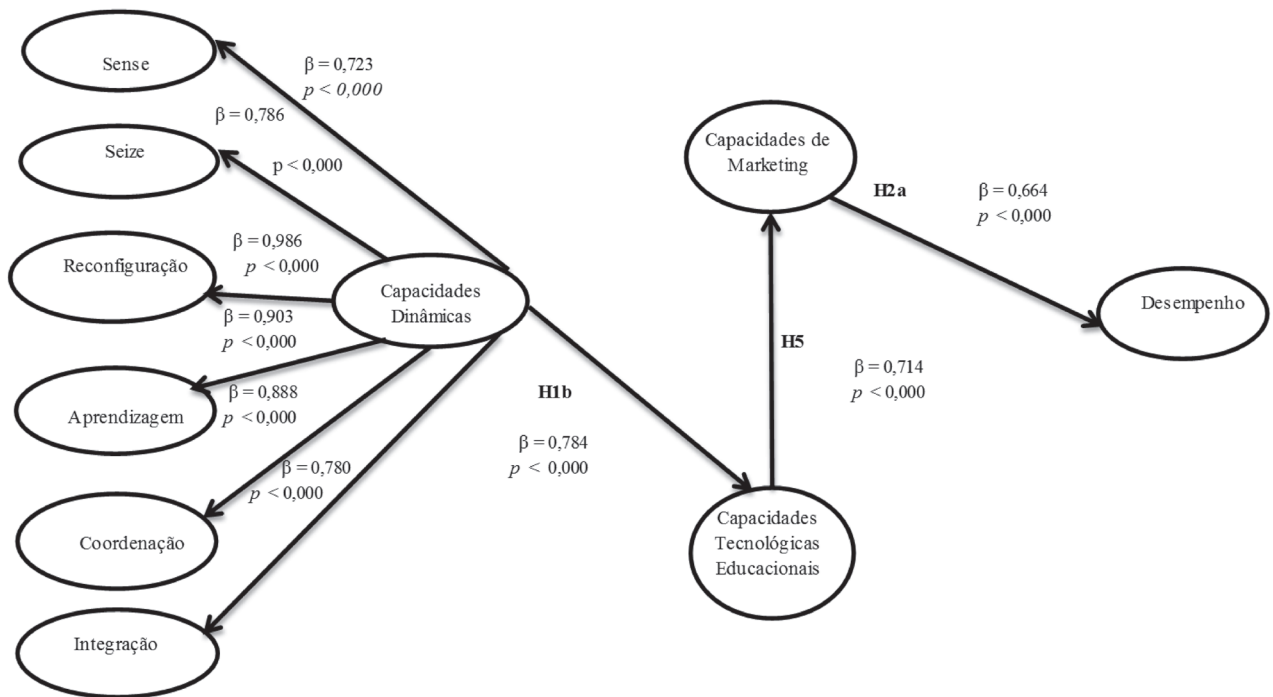 Sense
β = 0,723
p < 0,000
β = 0,786
Seize
p < 0,000
Reconfiguração
β = 0,986
p < 0,000
Capacidades
Dinâmicas
β = 0,903
p < 0,000
Aprendizagem
β = 0,888
p < 0,000
β = 0,780
p < 0,000
Coordenação
Integração
H1b
β = 0,784
p < 0,000
Capacidades de
Marketing
H2a
β = 0,664
p < 0,000
Desempenho
H5
β = 0,714
p < 0,000
Capacidades
Tecnológicas
Educacionais